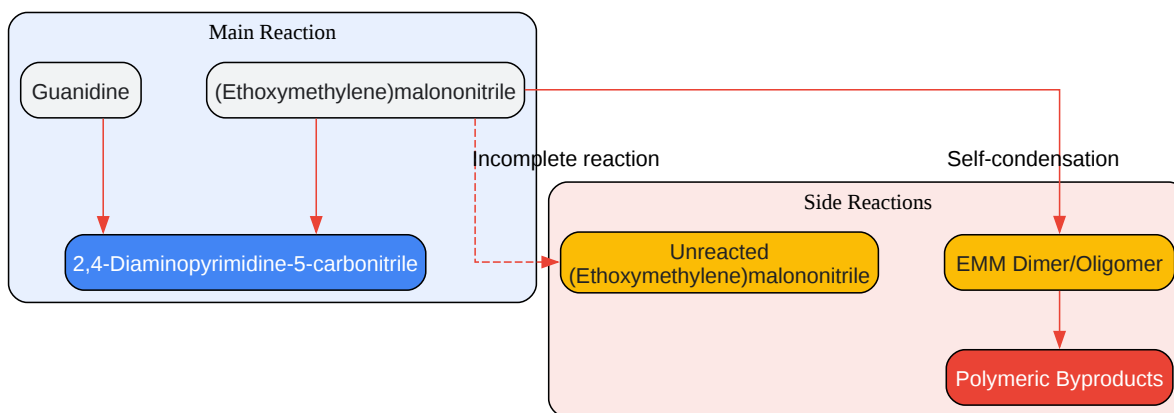 Main Reaction
Guanidine
(Ethoxymethylene)malononitrile
Incomplete reaction
Self-condensation
Side Reactions
2,4-Diaminopyrimidine-5-carbonitrile
Unreacted
(Ethoxymethylene)malononitrile
EMM Dimer/Oligomer
Polymeric Byproducts